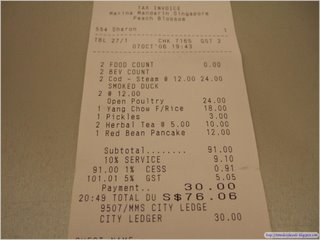 TAX INVOICE
Marina Mandarin Singapore
Peach Blossom
554 Sharon 1
TBL 27/1 CHK 7165 GST 2
07OCT'06 19:43
2 FOOD COUNT 0.00
2 BEV COUNT
2 Cod - Steam @ 12.00 24.00
SMOKED DUCK
2 @ 12.00
Open Poultry 24.00
1 Yang Chow F/Rice 18.00
1 Pickles 3.00
2 Herbal Tea @ 5.00 10.00
1 Red Bean Pancake 12.00
Subtotal........ 91.00
10% SERVICE 9.10
91.00 1% CESS 0.91
101.01 5% GST 5.05
Payment.. 30.00
20:49 TOTAL DU S$76.06
9507/MMS CITY LEDGE
CITY LEDGER 30.00
GUEST NAME